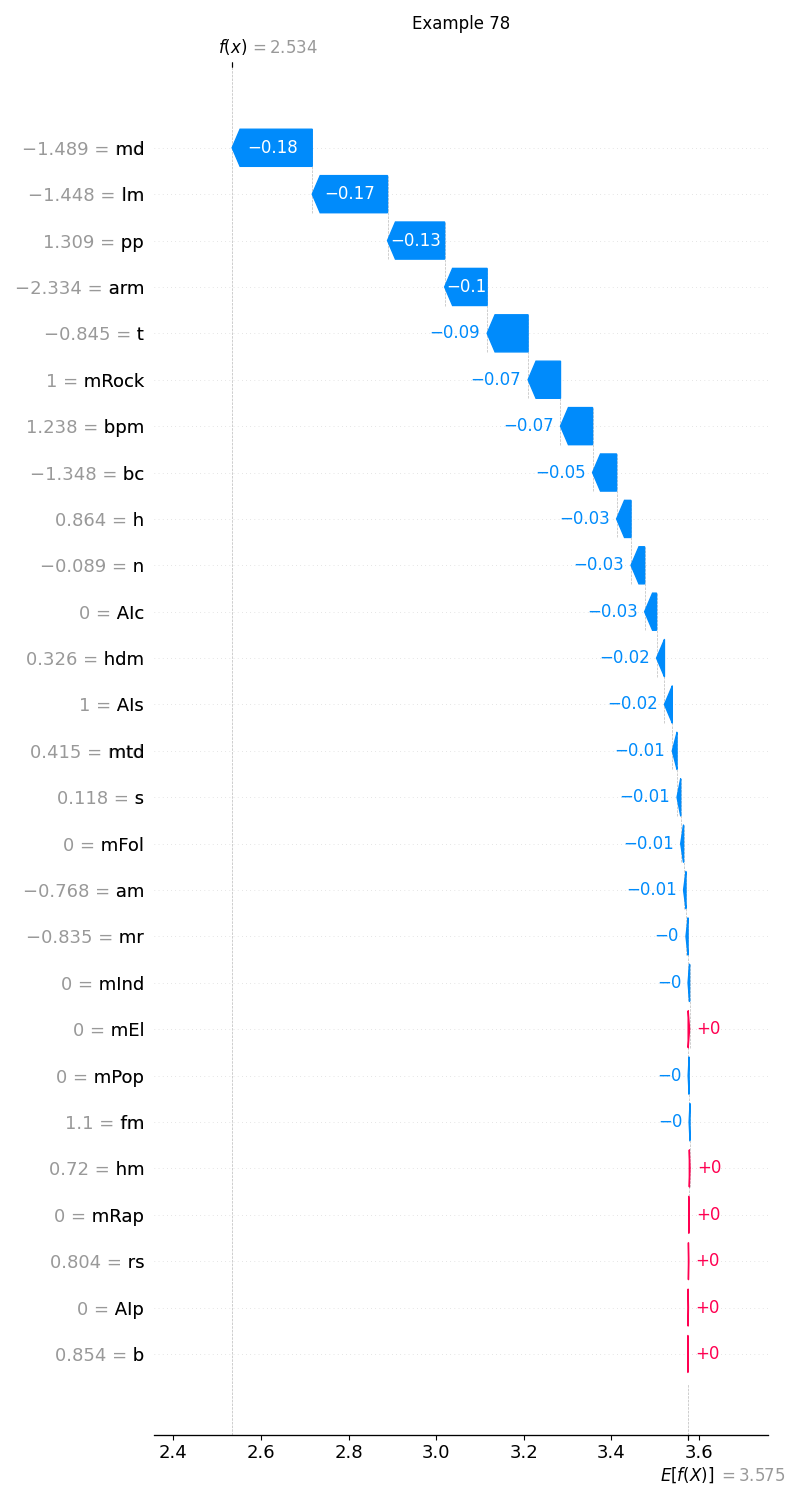 Example 78
f(x) = 2.534
−1.489 = md −0.18
−1.448 = lm −0.17
1.309 = pp −0.13
−2.334 = arm −0.1
−0.845 = t −0.09
1 = mRock −0.07
1.238 = bpm −0.07
−1.348 = bc −0.05
0.864 = h −0.03
−0.089 = n −0.03
0 = AIc −0.03
0.326 = hdm −0.02
1 = AIs −0.02
0.415 = mtd −0.01
0.118 = s −0.01
0 = mFol −0.01
−0.768 = am −0.01
−0.835 = mr −0
0 = mInd −0
0 = mEl +0
0 = mPop −0
1.1 = fm −0
0.72 = hm +0
0 = mRap +0
0.804 = rs +0
0 = AIp +0
0.854 = b +0
2.4 2.6 2.8 3.0 3.2 3.4 3.6
E[f(X)] = 3.575